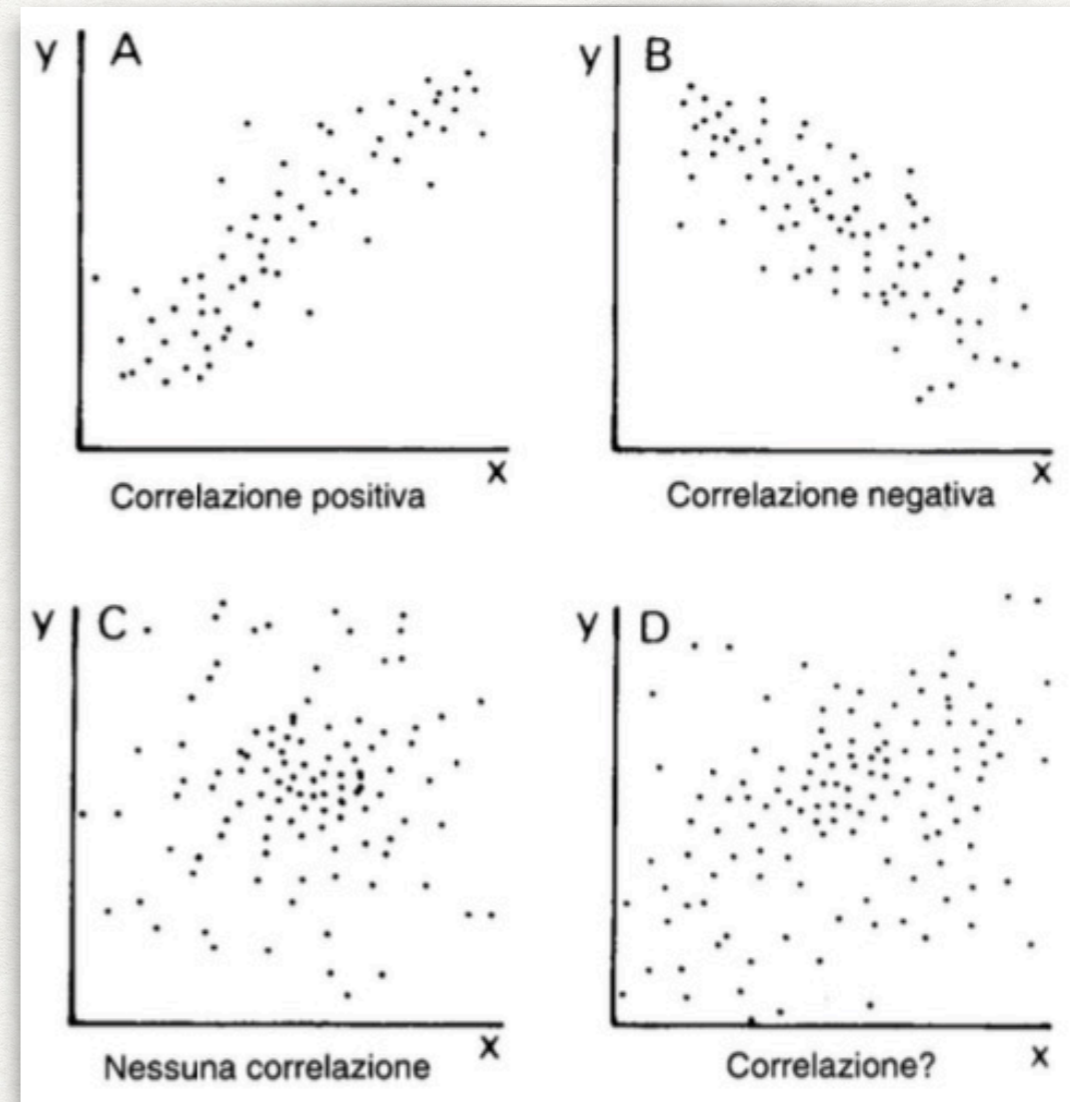 y A
x
Correlazione positiva
y B
x
Correlazione negativa
y C
x
Nessuna correlazione
y D
x
Correlazione?